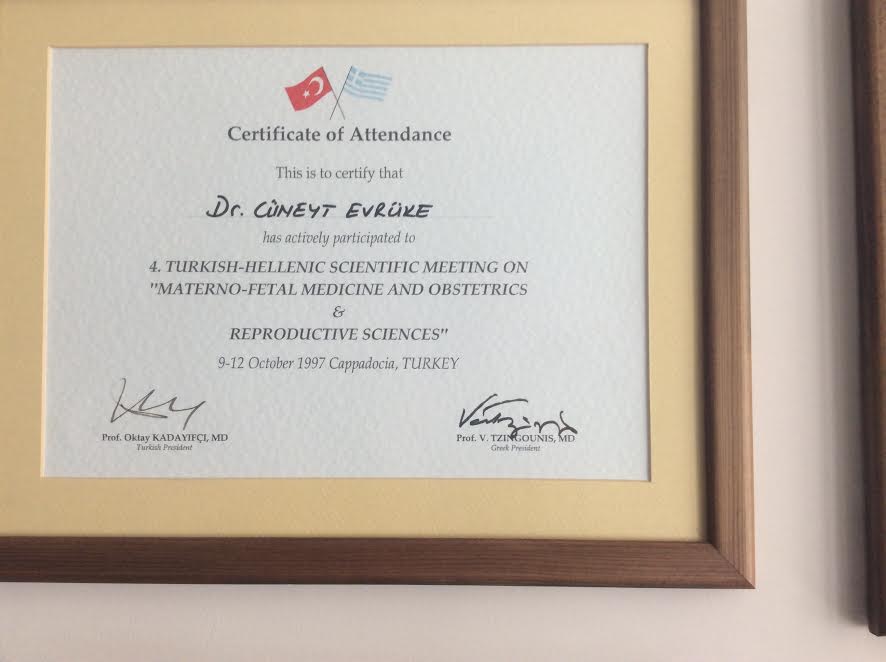 Certificate of Attendance
This is to certify that
Dr. CÜNEYT EVRÜKE
has actively participated to
4. TURKISH-HELLENIC SCIENTIFIC MEETING ON
"MATERNO-FETAL MEDICINE AND OBSTETRICS
&
REPRODUCTIVE SCIENCES"
9-12 October 1997 Cappadocia, TURKEY
Prof. Oktay KADAYIFÇI, MD
Turkish President
Prof. V. TZINGOUNIS, MD
Greek President